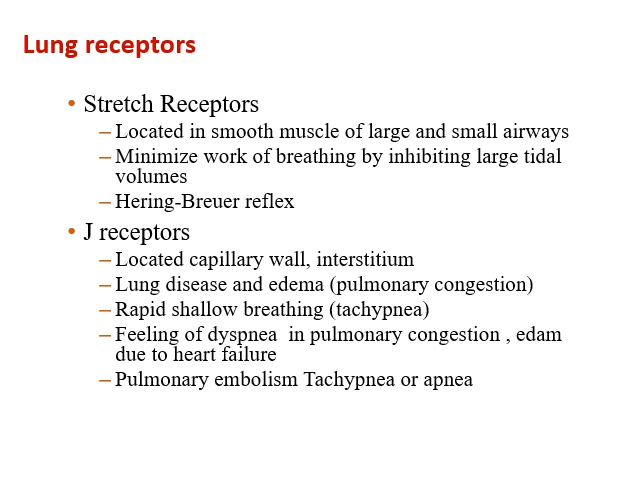 Lung receptors
• Stretch Receptors
– Located in smooth muscle of large and small airways
– Minimize work of breathing by inhibiting large tidal
volumes
– Hering-Breuer reflex
• J receptors
– Located capillary wall, interstitium
– Lung disease and edema (pulmonary congestion)
– Rapid shallow breathing (tachypnea)
– Feeling of dyspnea  in pulmonary congestion , edam
due to heart failure
– Pulmonary embolism Tachypnea or apnea